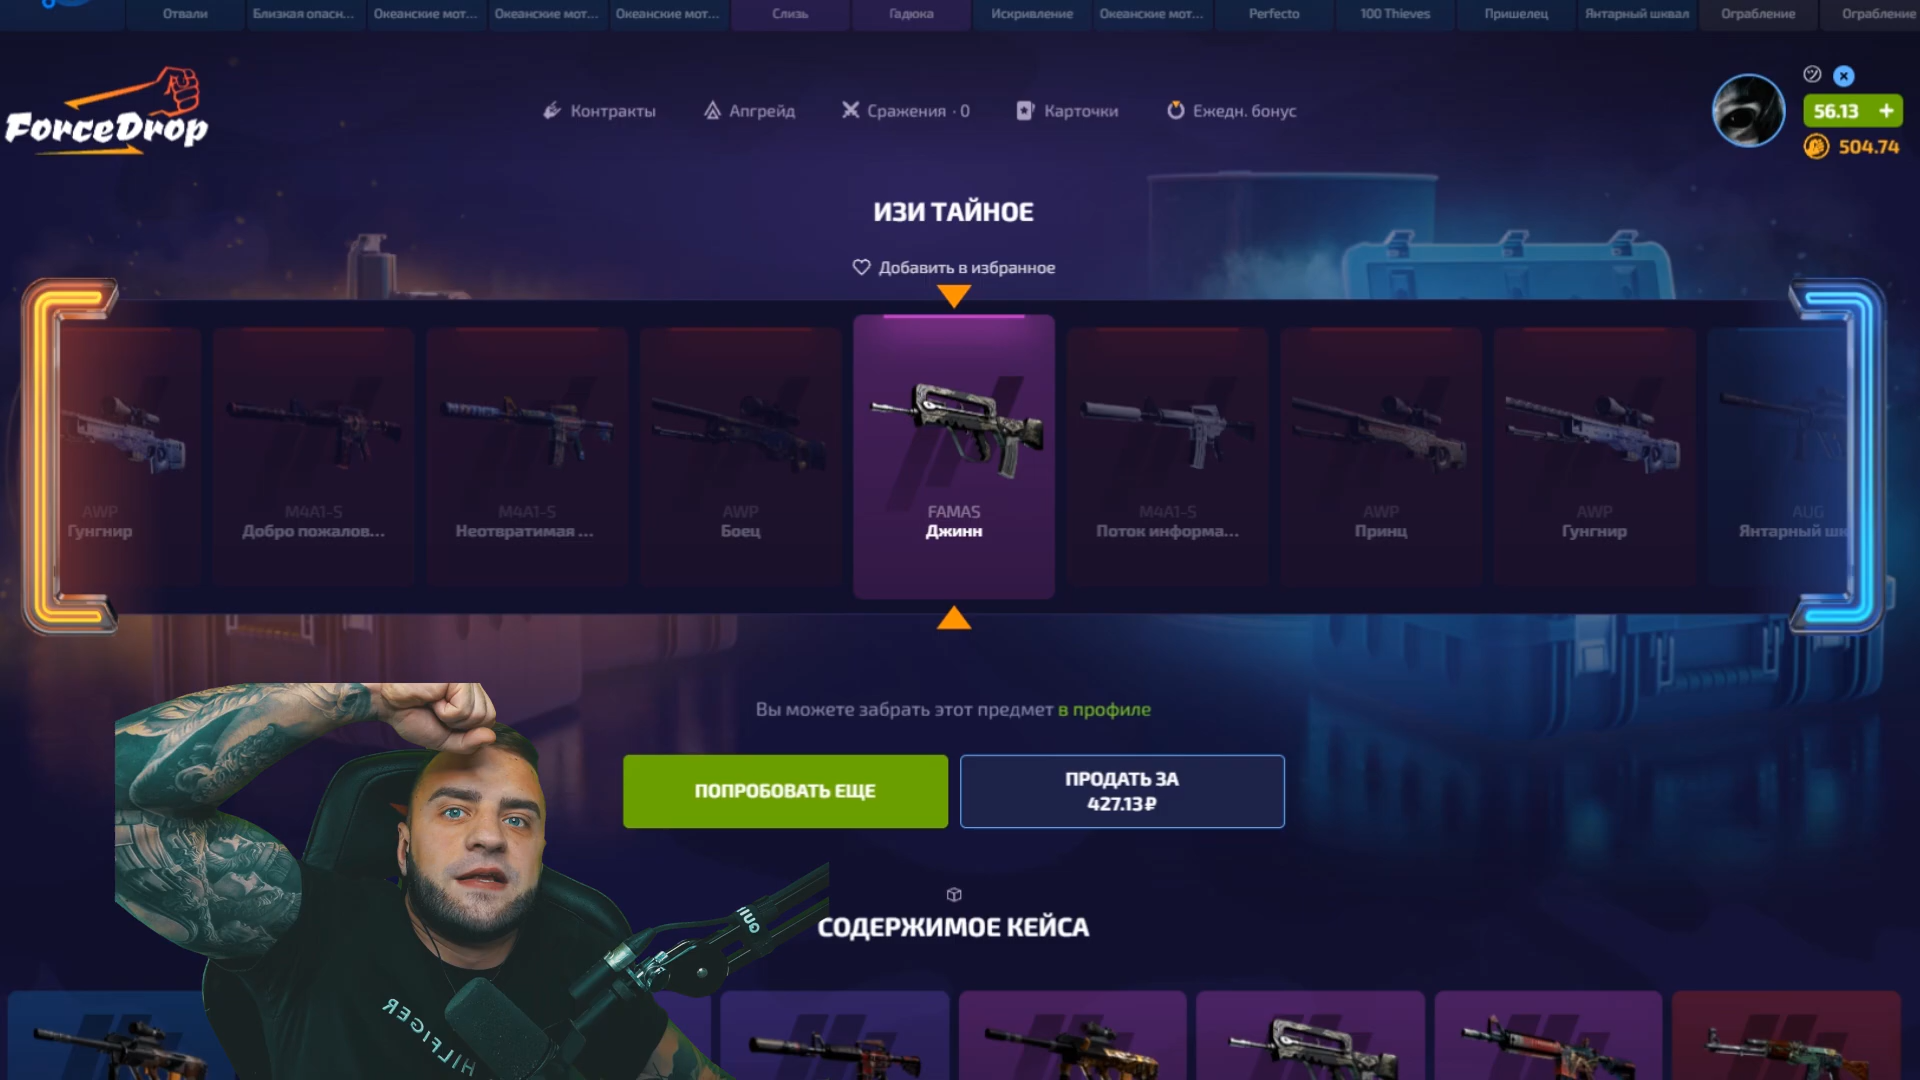 Отвали
Близкая опасн...
Океанские мот...
Океанские мот...
Океанские мот...
Слизь
Гадюка
Искривление
Океанские мот...
Perfecto
100 Thieves
Пришелец
Янтарный шквал
Ограбление
Ограбление
ForceDrop
Контракты
Апгрейд
Сражения · 0
Карточки
Ежедн. бонус
56.13 +
504.74
ИЗИ ТАЙНОЕ
Добавить в избранное
AWP
Гунгнир
M4A1-S
Добро пожалов...
M4A1-S
Неотвратимая ...
AWP
Боец
FAMAS
Джинн
M4A1-S
Поток информа...
AWP
Принц
AWP
Гунгнир
AUG
Янтарный шк
Вы можете забрать этот предмет в профиле
ПОПРОБОВАТЬ ЕЩЕ
ПРОДАТЬ ЗА
427.13₽
СОДЕРЖИМОЕ КЕЙСА
HILFIGER